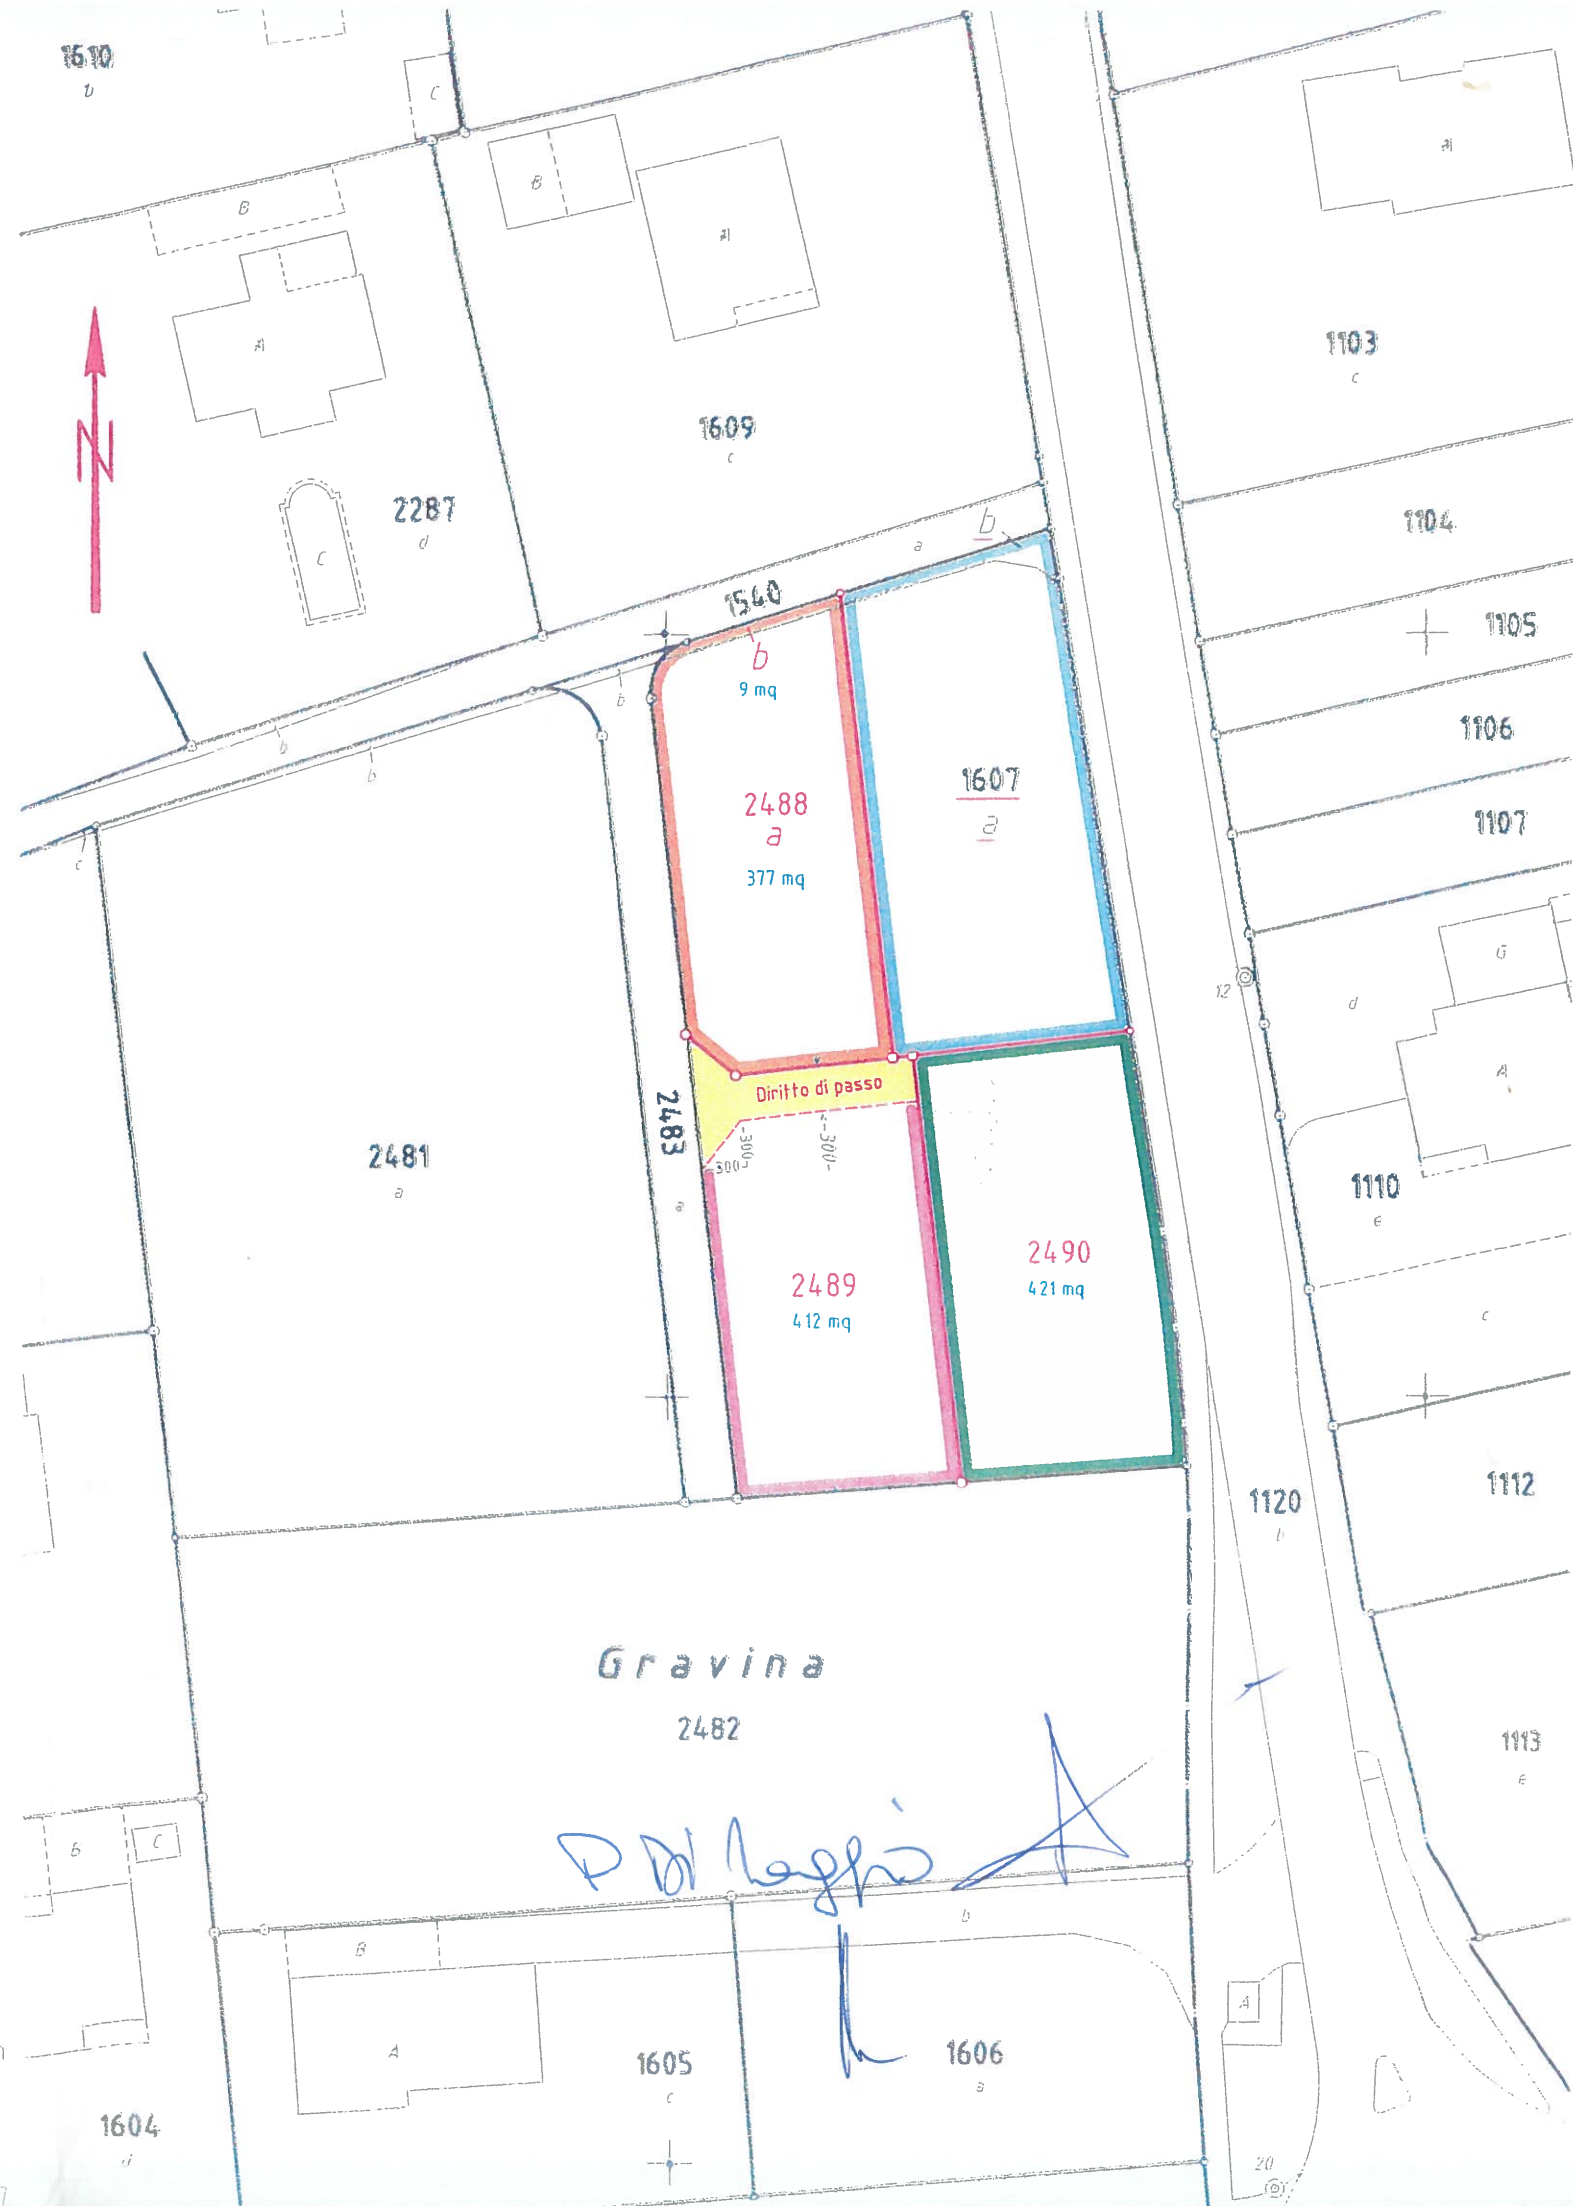 1610
b
C
B
A
B
A
A
N
1103
c
1609
c
2287
d
C
1104
b
a
1540
1105
b
9 mq
b
1106
b
b
1607
a
2488
a
377 mq
1107
c
G
12
d
A
Diritto di passo
2483
2481
a
-300-
-300-
-300-
1110
e
a
2490
421 mq
2489
412 mq
c
1112
1120
b
Gravina
2482
1113
e
b
C
b
B
A
A
1605
c
1606
a
1604
d
20